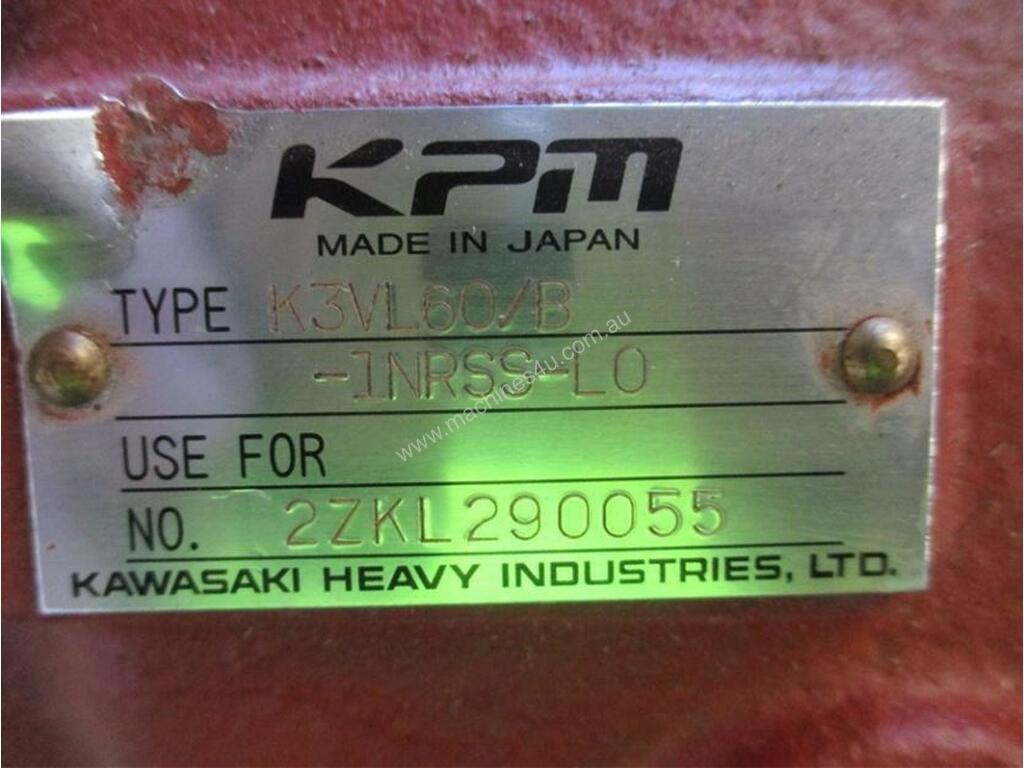 KPM
MADE IN JAPAN
TYPE K3VL60/B
-1NRSS-L0
www.machines4u.com.au
USE FOR
NO. 2ZKL290055
KAWASAKI HEAVY INDUSTRIES, LTD.